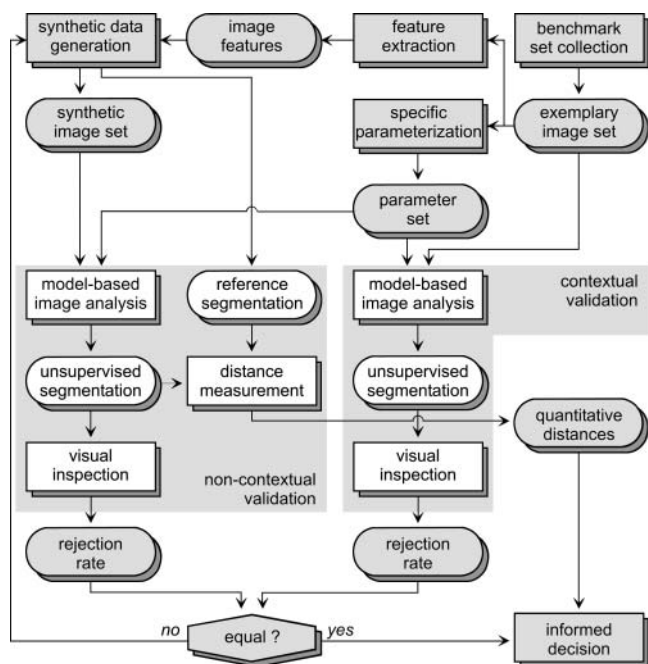 synthetic data
generation
image
features
feature
extraction
benchmark
set collection
synthetic
image set
specific
parameterization
exemplary
image set
parameter
set
model-based
image analysis
reference
segmentation
model-based
image analysis
contextual
validation
unsupervised
segmentation
distance
measurement
unsupervised
segmentation
quantitative
distances
visual
inspection
non-contextual
validation
visual
inspection
rejection
rate
rejection
rate
no
equal ?
yes
informed
decision